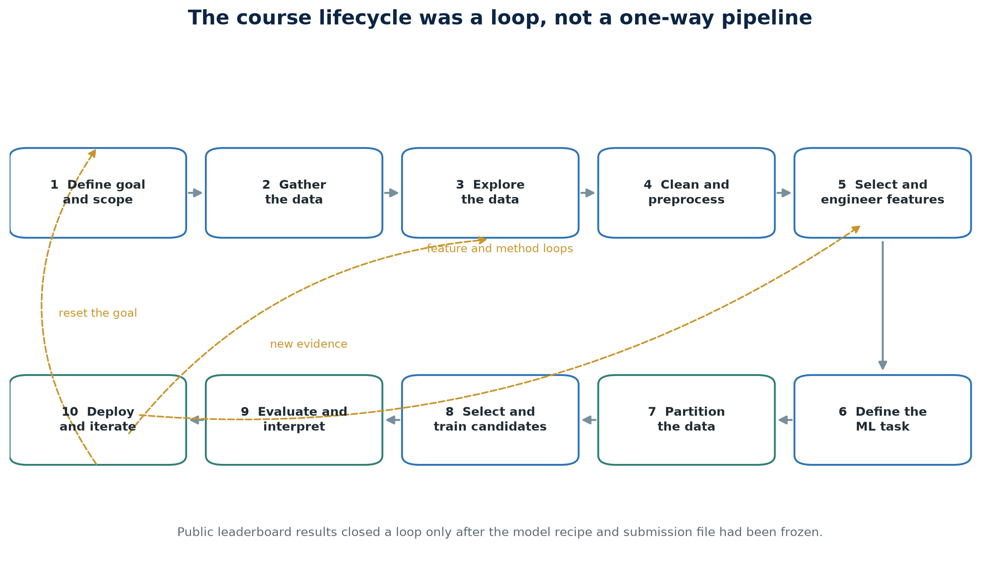 The course lifecycle was a loop, not a one-way pipeline
1  Define goal
and scope
2  Gather
the data
3  Explore
the data
4  Clean and
preprocess
5  Select and
engineer features
feature and method loops
reset the goal
new evidence
10  Deploy
and iterate
9  Evaluate and
interpret
8  Select and
train candidates
7  Partition
the data
6  Define the
ML task
Public leaderboard results closed a loop only after the model recipe and submission file had been frozen.